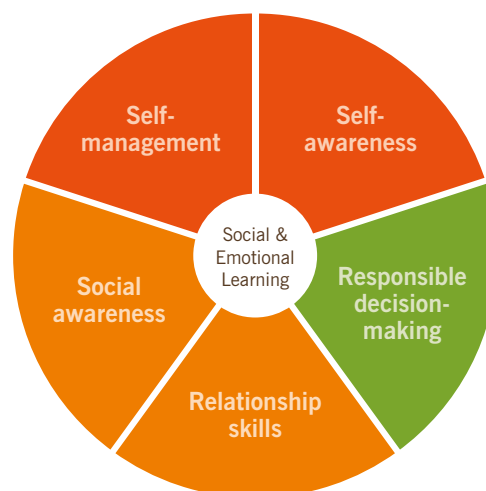 Self-
management
Self-
awareness
Social &
Emotional
Learning
Social
awareness
Responsible
decision-
making
Relationship
skills